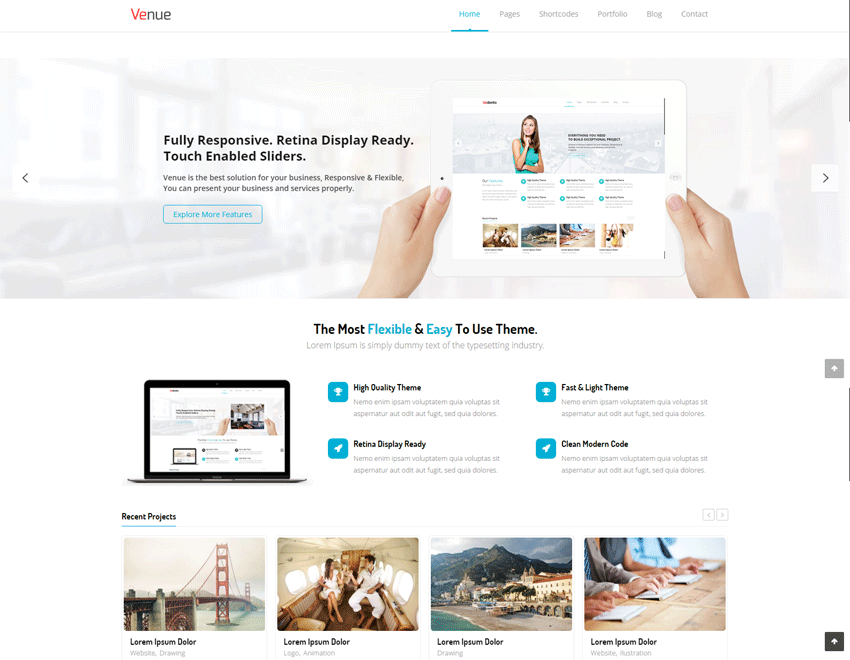 Venue
Home Pages Shortcodes Portfolio Blog Contact
Fully Responsive. Retina Display Ready.
Touch Enabled Sliders.
Venue is the best solution for your business, Responsive & Flexible,
You can present your business and services properly.
Explore More Features
EVERYTHING YOU NEED
TO BUILD EXCEPTIONAL PROJECT.
The Most Flexible & Easy To Use Theme.
Lorem Ipsum is simply dummy text of the typesetting industry.
High Quality Theme
Nemo enim ipsam voluptatem quia voluptas sit
aspernatur aut odit aut fugit, sed quia dolores.
Fast & Light Theme
Nemo enim ipsam voluptatem quia voluptas sit
aspernatur aut odit aut fugit, sed quia dolores.
Retina Display Ready
Nemo enim ipsam voluptatem quia voluptas sit
aspernatur aut odit aut fugit, sed quia dolores.
Clean Modern Code
Nemo enim ipsam voluptatem quia voluptas sit
aspernatur aut odit aut fugit, sed quia dolores.
Recent Projects
Lorem Ipsum Dolor
Website, Drawing
Lorem Ipsum Dolor
Logo, Animation
Lorem Ipsum Dolor
Drawing
Lorem Ipsum Dolor
Website, Illustration